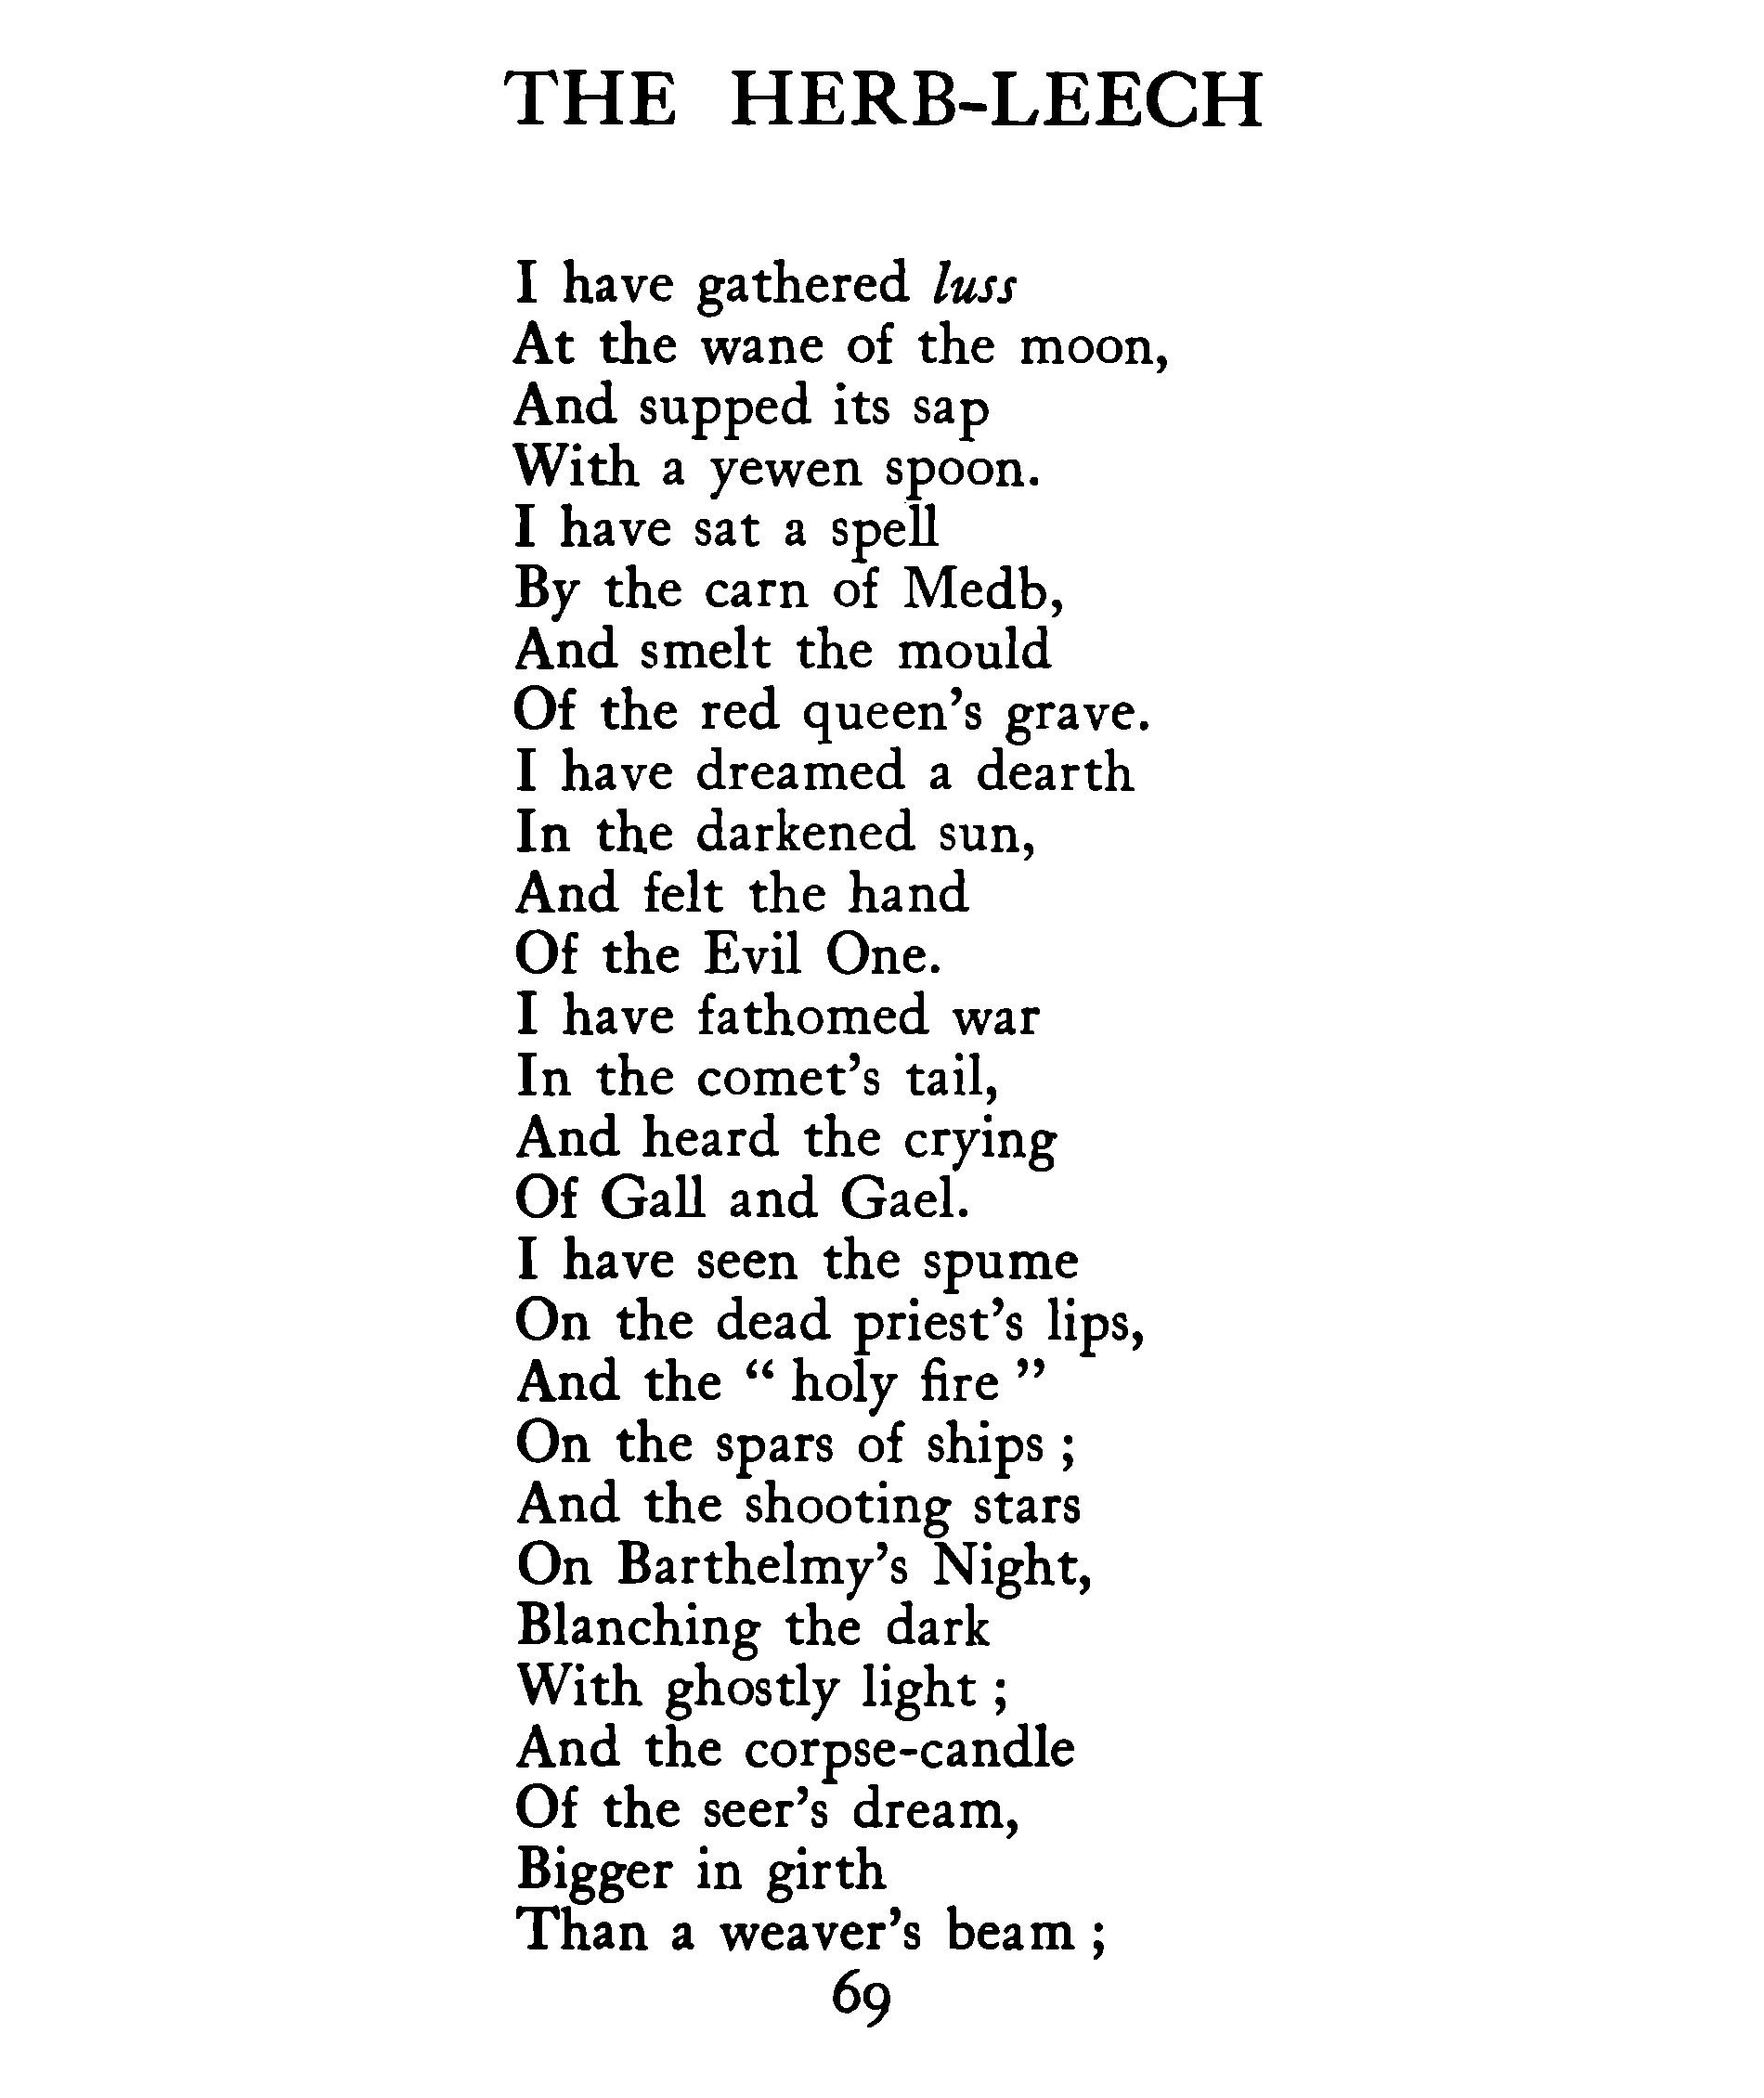 THE HERB-LEECH
I have gathered luss
At the wane of the moon,
And supped its sap
With a yewen spoon.
I have sat a spell
By the carn of Medb,
And smelt the mould
Of the red queen’s grave.
I have dreamed a dearth
In the darkened sun,
And felt the hand
Of the Evil One.
I have fathomed war
In the comet’s tail,
And heard the crying
Of Gall and Gael.
I have seen the spume
On the dead priest’s lips,
And the “ holy fire ”
On the spars of ships ;
And the shooting stars
On Barthelmy’s Night,
Blanching the dark
With ghostly light ;
And the corpse-candle
Of the seer’s dream,
Bigger in girth
Than a weaver’s beam ;
69